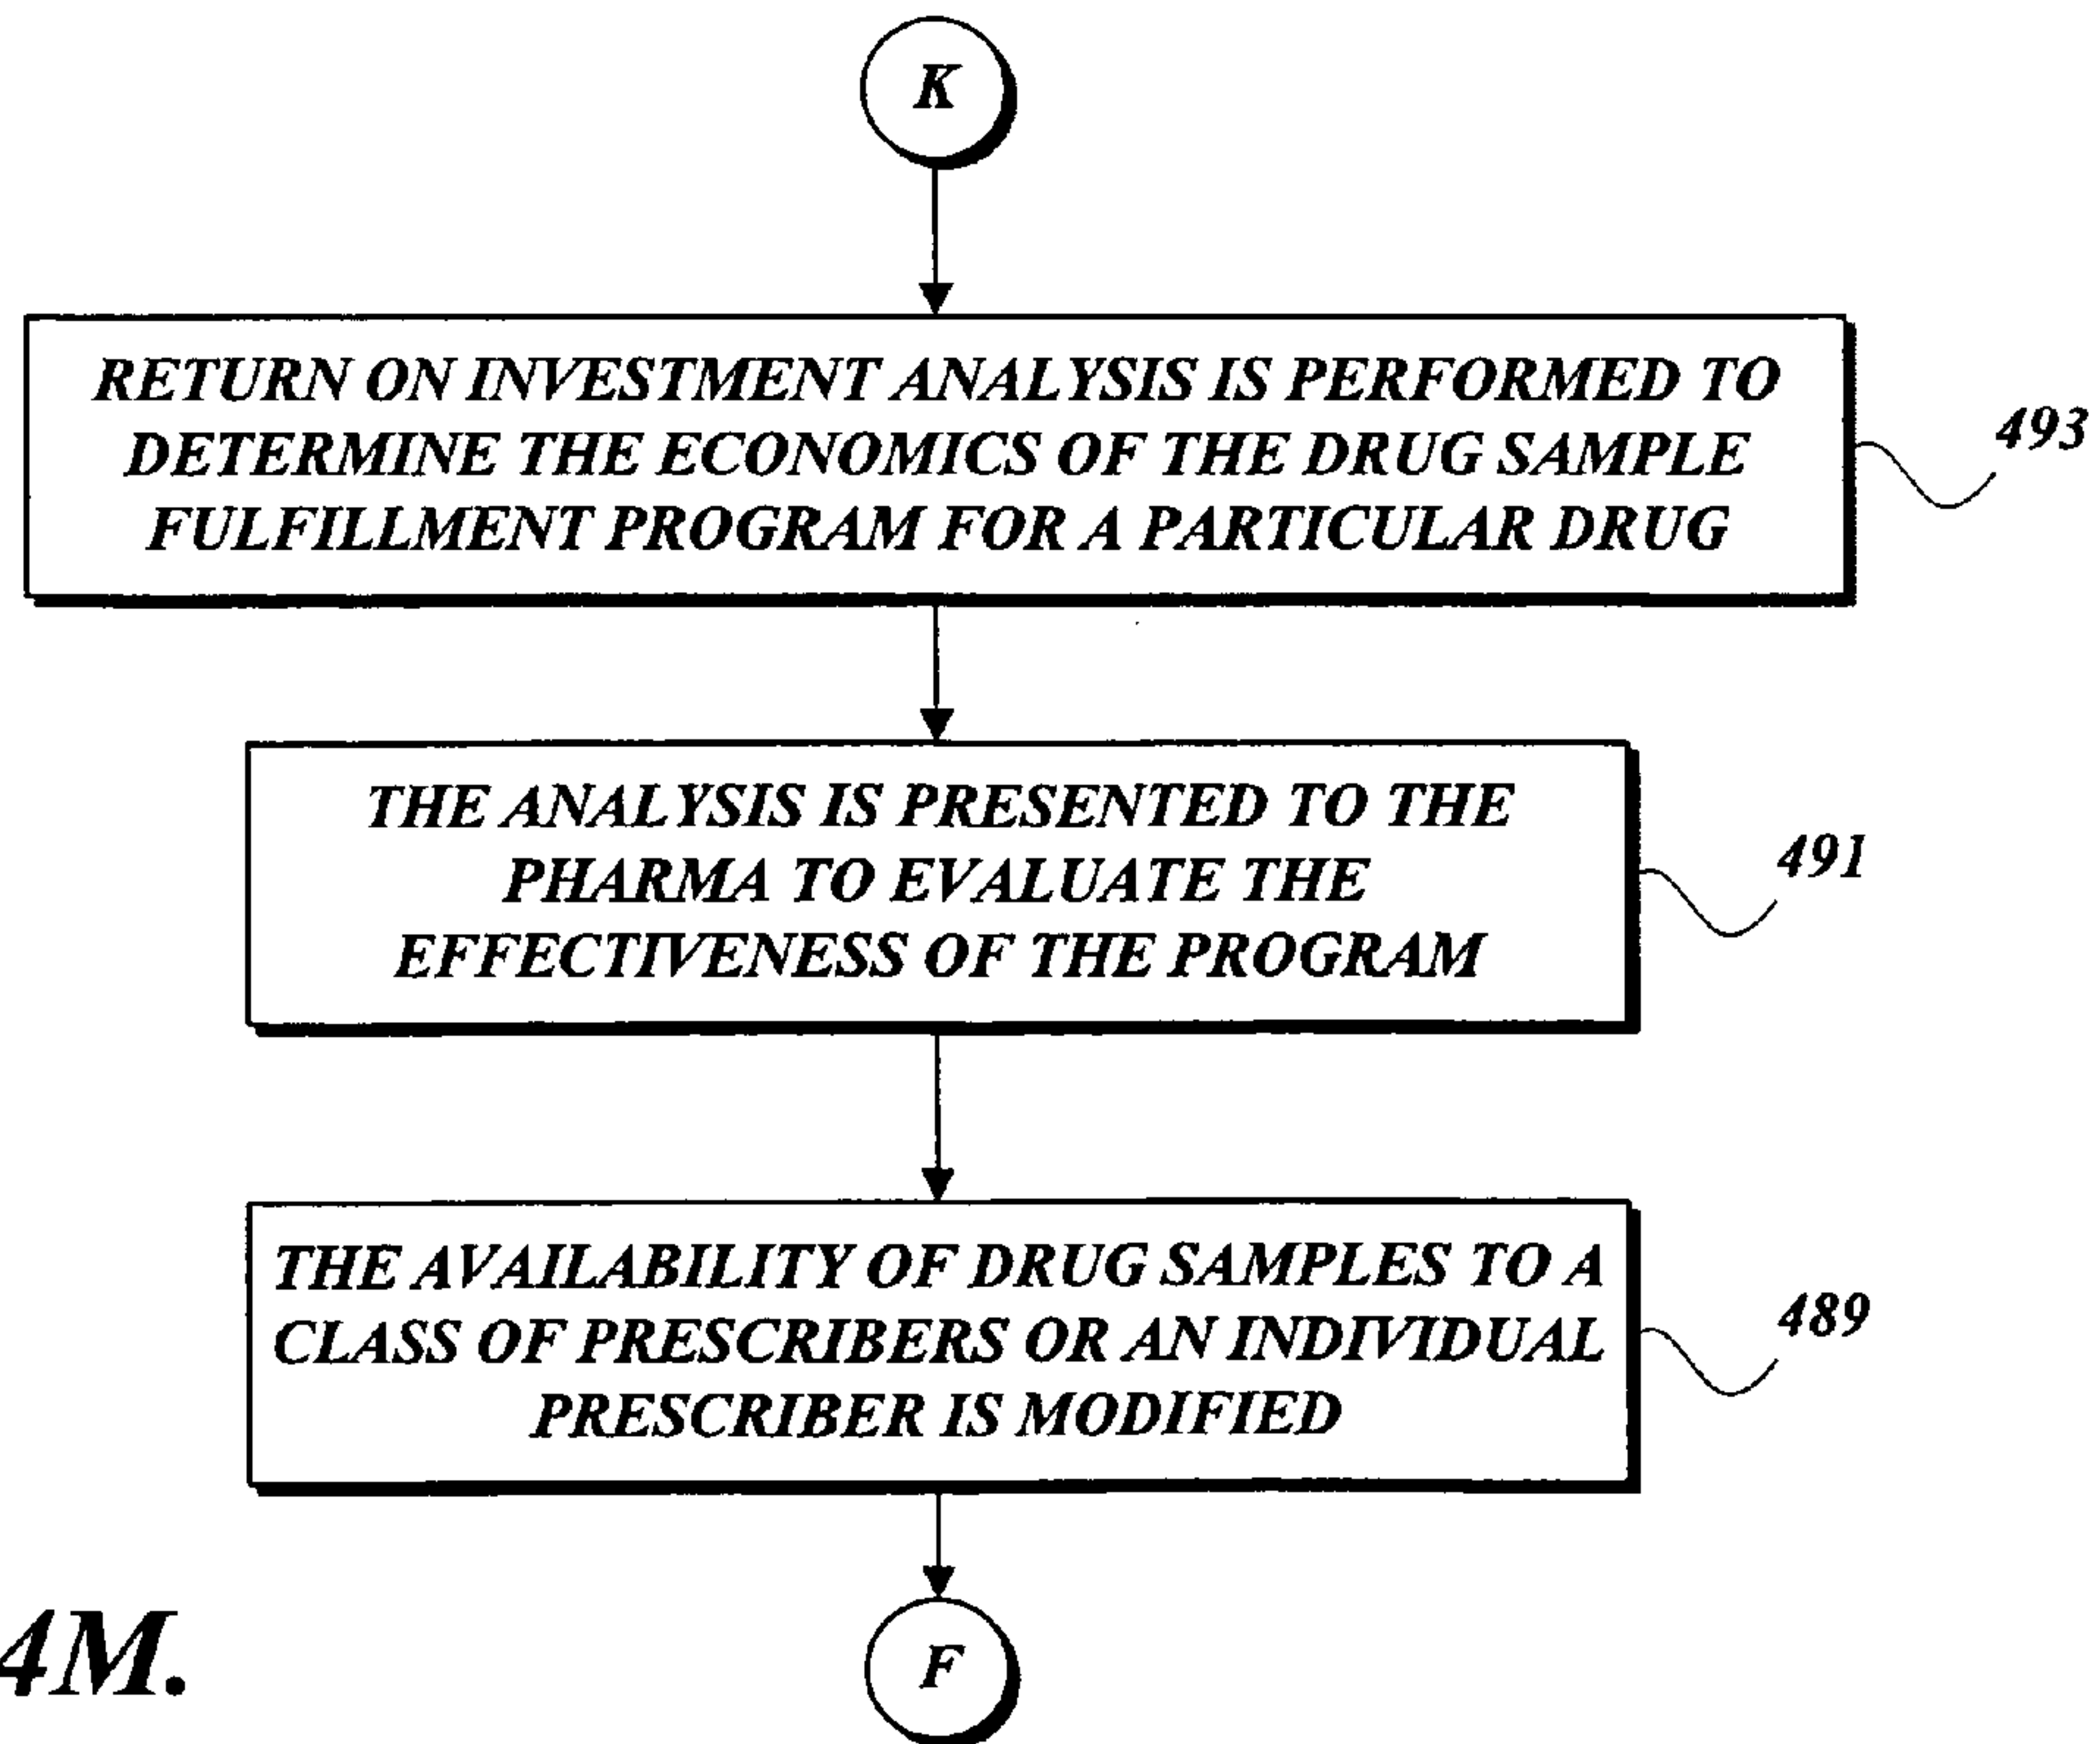 K
RETURN ON INVESTMENT ANALYSIS IS PERFORMED TO
DETERMINE THE ECONOMICS OF THE DRUG SAMPLE
FULFILLMENT PROGRAM FOR A PARTICULAR DRUG
493
THE ANALYSIS IS PRESENTED TO THE
PHARMA TO EVALUATE THE
EFFECTIVENESS OF THE PROGRAM
491
THE AVAILABILITY OF DRUG SAMPLES TO A
CLASS OF PRESCRIBERS OR AN INDIVIDUAL
PRESCRIBER IS MODIFIED
489
4M.
F